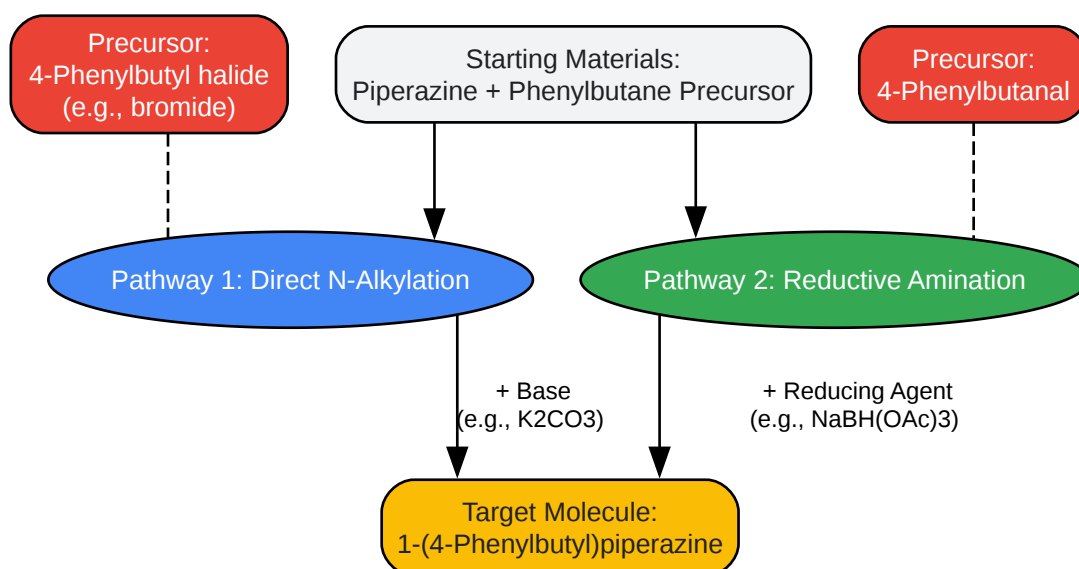 Precursor:
4-Phenylbutyl halide
(e.g., bromide)
Starting Materials:
Piperazine + Phenylbutane Precursor
Precursor:
4-Phenylbutanal
Pathway 1: Direct N-Alkylation
Pathway 2: Reductive Amination
+ Base
(e.g., K2CO3)
+ Reducing Agent
(e.g., NaBH(OAc)3)
Target Molecule:
1-(4-Phenylbutyl)piperazine